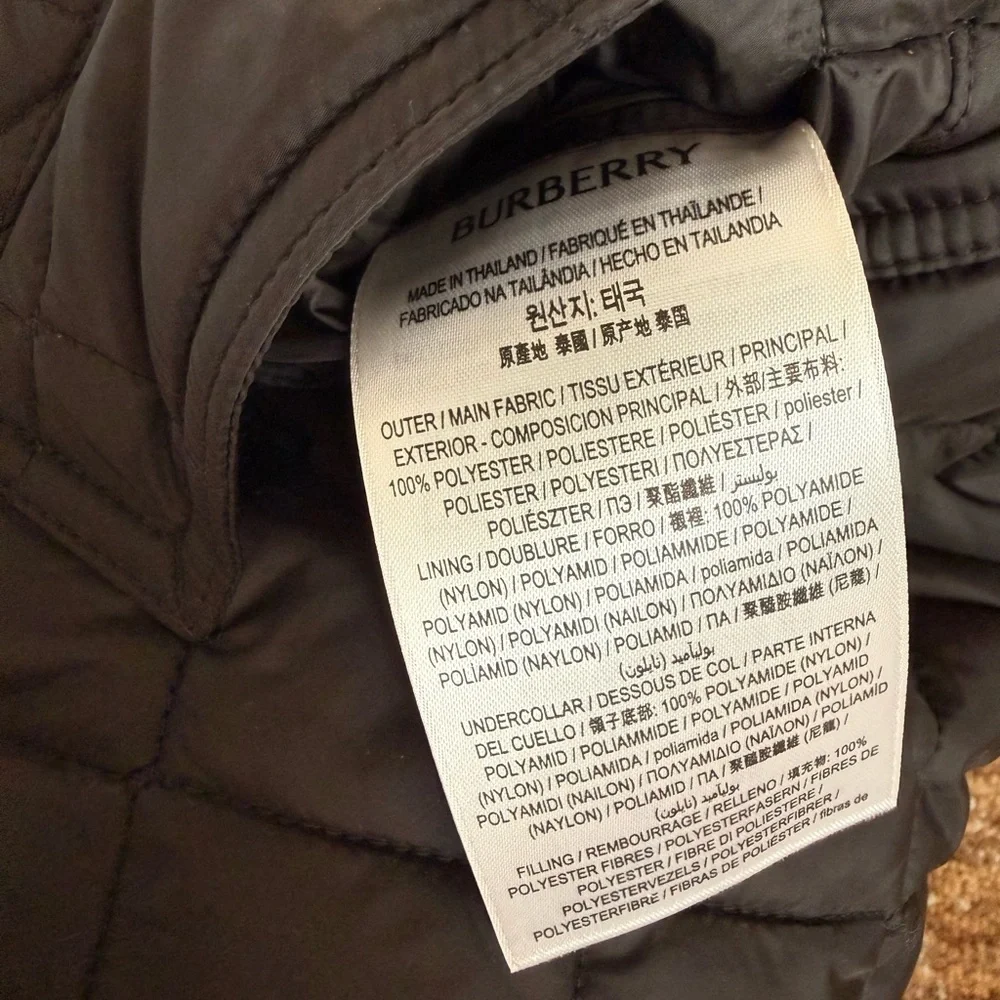 BURBERRY
MADE IN THAILAND / FABRIQUÉ EN THAÏLANDE /
FABRICADO NA TAILÂNDIA / HECHO EN TAILANDIA
원산지: 태국
原產地 泰國 / 原产地 泰国
OUTER / MAIN FABRIC / TISSU EXTÉRIEUR / PRINCIPAL /
EXTERIOR - COMPOSICION PRINCIPAL / 外部/主要布料:
100% POLYESTER / POLIESTERE / POLIÉSTER / poliester /
POLIESTER / POLYESTERI / ΠΟΛΥΕΣΤΕΡΑΣ /
POLIÉSZTER / ПЭ / 聚酯纖維 / بوليستر
LINING / DOUBLURE / FORRO / 襯裡: 100% POLYAMIDE
(NYLON) / POLYAMID / POLIAMMIDE / POLYAMIDE /
POLYAMID (NYLON) / POLIAMIDA / poliamida / POLIAMIDA
(NYLON) / POLYAMIDI (NAILON) / ΠΟΛΥΑΜΙΔΙΟ (ΝΑΪΛΟΝ) /
POLIAMID (NAYLON) / POLIAMID / ПА / 聚醯胺纖維 (尼龍) /
بولياميد (نايلون)
UNDERCOLLAR / DESSOUS DE COL / PARTE INTERNA
DEL CUELLO / 領子底部: 100% POLYAMIDE (NYLON) /
POLYAMID / POLIAMMIDE / POLYAMIDE / POLYAMID
(NYLON) / POLIAMIDA / poliamida / POLIAMIDA (NYLON) /
POLYAMIDI (NAILON) / ΠΟΛΥΑΜΙΔΙΟ (ΝΑΪΛΟΝ) / POLİAMİD
(NAYLON) / POLIAMID / ПА / 聚醯胺纖維 (尼龍) /
بولياميد (نايلون)
FILLING / REMBOURRAGE / RELLENO / 填充物: 100%
POLYESTER FIBRES / POLYESTERFASERN / FIBRES DE
POLYESTER / FIBRE DI POLIESTERE /
POLYESTERVEZELS / POLYESTERFIBRER /
POLYESTERFIBRE / FIBRAS DE POLIÉSTER / fibras de